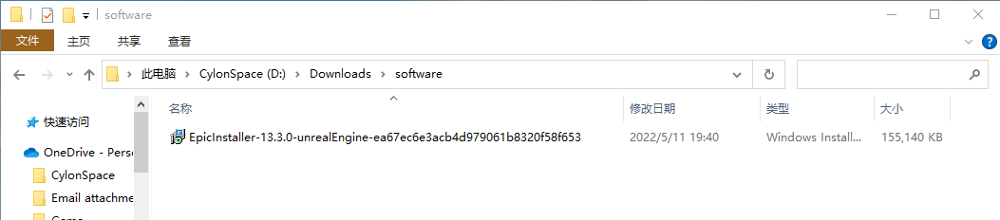 software
文件 主页 共享 查看
此电脑 CylonSpace (D:) Downloads software
名称 修改日期 类型 大小
快速访问
EpicInstaller-13.3.0-unrealEngine-ea67ec6e3acb4d979061b8320f58f653 2022/5/11 19:40 Windows Install... 155,140 KB
OneDrive - Pers
CylonSpace
Email attachme